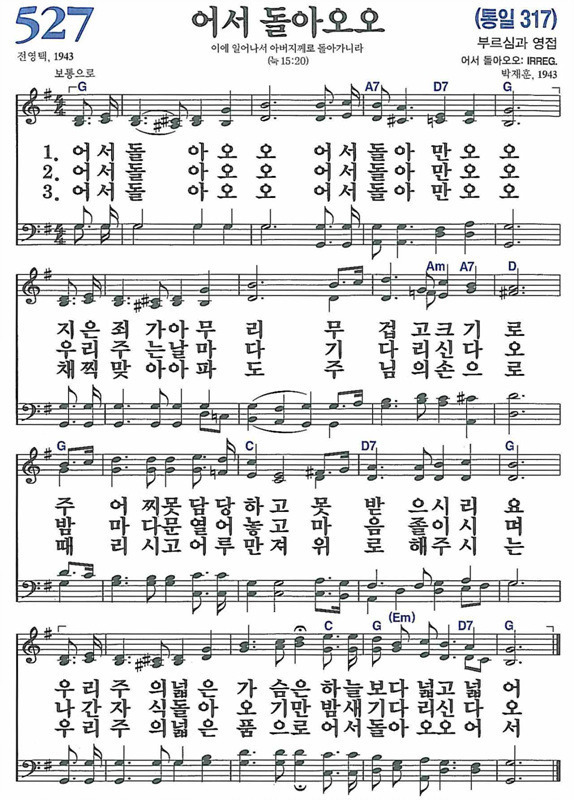 527
어서 돌아오오
(통일 317)
이에 일어나서 아버지께로 돌아가니라
(눅 15:20)
부르심과 영접
전영택, 1943
어서 돌아오오: IRREG.
박재훈, 1943
보통으로
G A7 D7 G
1. 어서돌 아오오 어서돌아만오오
2. 어서돌 아오오 어서돌아만오오
3. 어서돌 아오오 어서돌아만오오
Am A7 D
지은죄 가아무리 무겁고크기로
우리주 는날마다 기다리신다오
채찍맞 아아파도 주님의손으로
G C D7 G
주 어찌못담당하고 못 받으시리요
밤 마다문열어놓고 마 음졸이시며
때 리시고어루만져 위 로해주시는
C G (Em) D7 G
우리주 의넓은 가슴은하늘보다넓고넓어
나간자 식돌아 오기만밤새기다리신다오
우리주 의넓은 품으로어서돌아오오어서